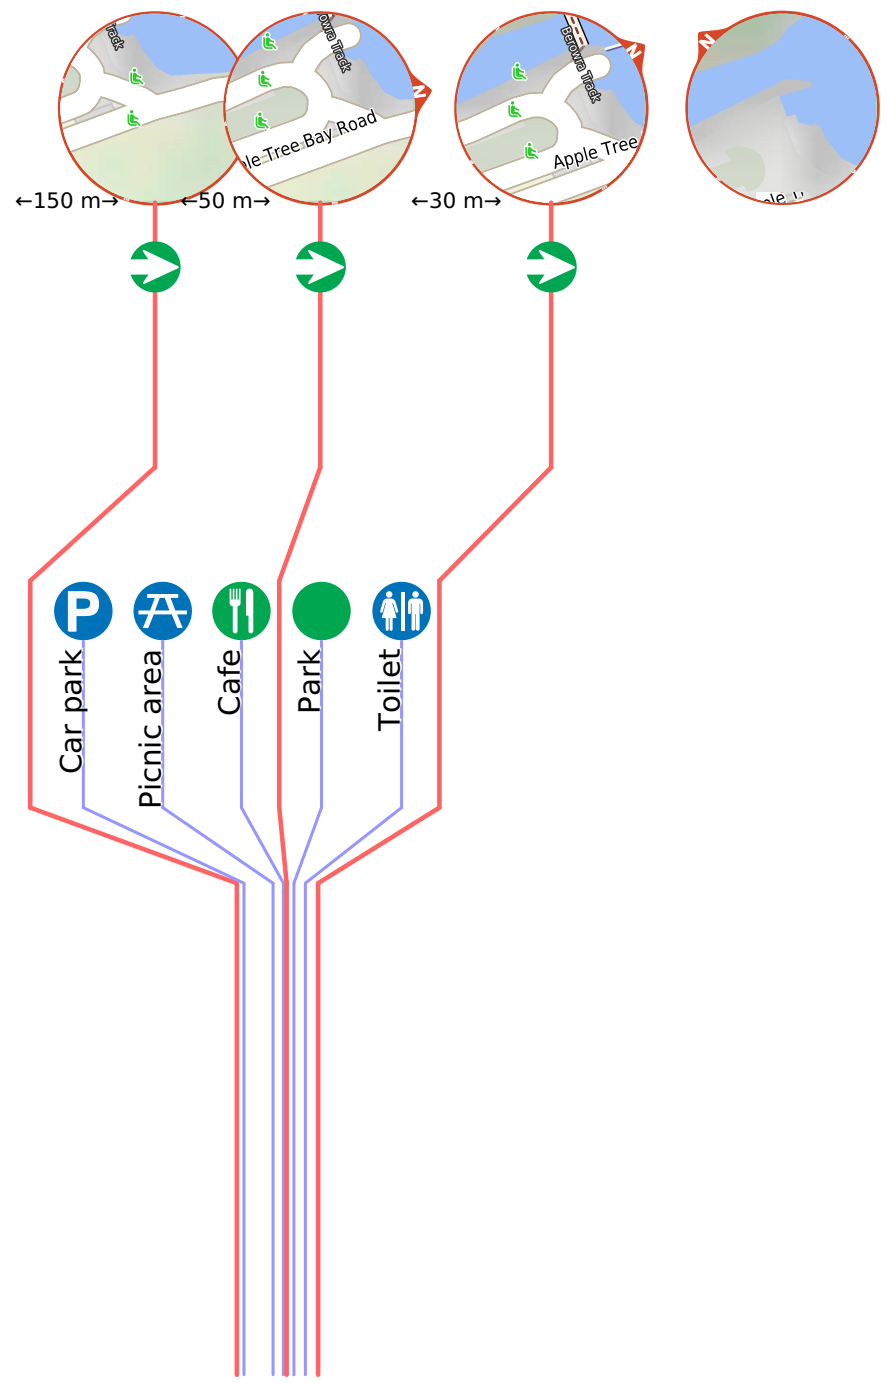 Track
Berowra Track
Berowra Track
N
N
N
Tree Bay Road
Apple Tree
←150 m→
←50 m→
←30 m→
P
Car park
Picnic area
Cafe
Park
Toilet